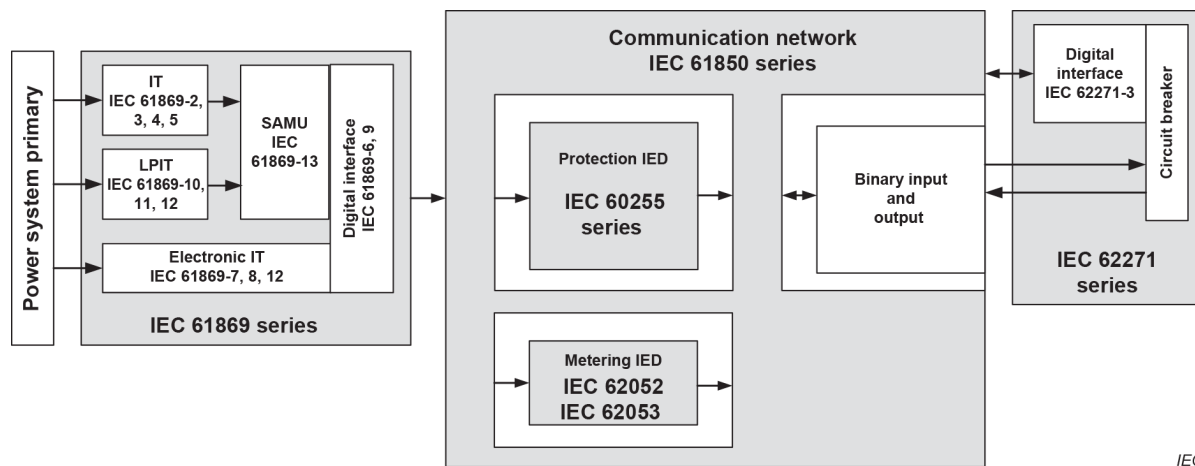 Power system primary
IT
IEC 61869-2,
3, 4, 5
LPIT
IEC 61869-10,
11, 12
SAMU
IEC
61869-13
Electronic IT
IEC 61869-7, 8, 12
Digital interface
IEC 61869-6, 9
IEC 61869 series
Communication network
IEC 61850 series
Protection IED
IEC 60255
series
Metering IED
IEC 62052
IEC 62053
Binary input
and
output
Digital
interface
IEC 62271-3
Circuit breaker
IEC 62271
series
IEC